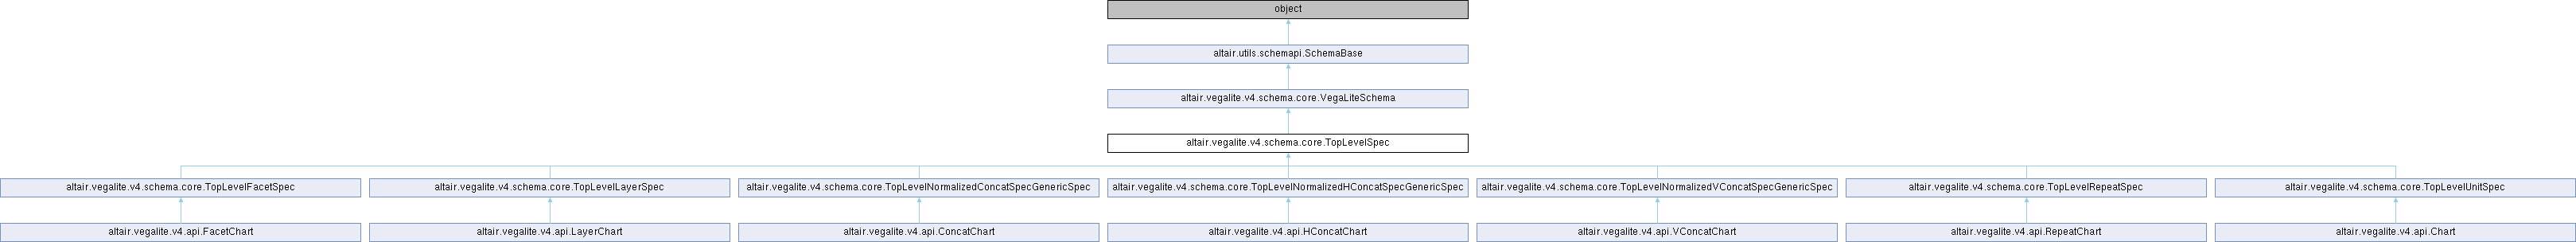 object
altair.utils.schemapi.SchemaBase
altair.vegalite.v4.schema.core.VegaLiteSchema
altair.vegalite.v4.schema.core.TopLevelSpec
altair.vegalite.v4.schema.core.TopLevelFacetSpec
altair.vegalite.v4.schema.core.TopLevelLayerSpec
altair.vegalite.v4.schema.core.TopLevelNormalizedConcatSpecGenericSpec
altair.vegalite.v4.schema.core.TopLevelNormalizedHConcatSpecGenericSpec
altair.vegalite.v4.schema.core.TopLevelNormalizedVConcatSpecGenericSpec
altair.vegalite.v4.schema.core.TopLevelRepeatSpec
altair.vegalite.v4.schema.core.TopLevelUnitSpec
altair.vegalite.v4.api.FacetChart
altair.vegalite.v4.api.LayerChart
altair.vegalite.v4.api.ConcatChart
altair.vegalite.v4.api.HConcatChart
altair.vegalite.v4.api.VConcatChart
altair.vegalite.v4.api.RepeatChart
altair.vegalite.v4.api.Chart